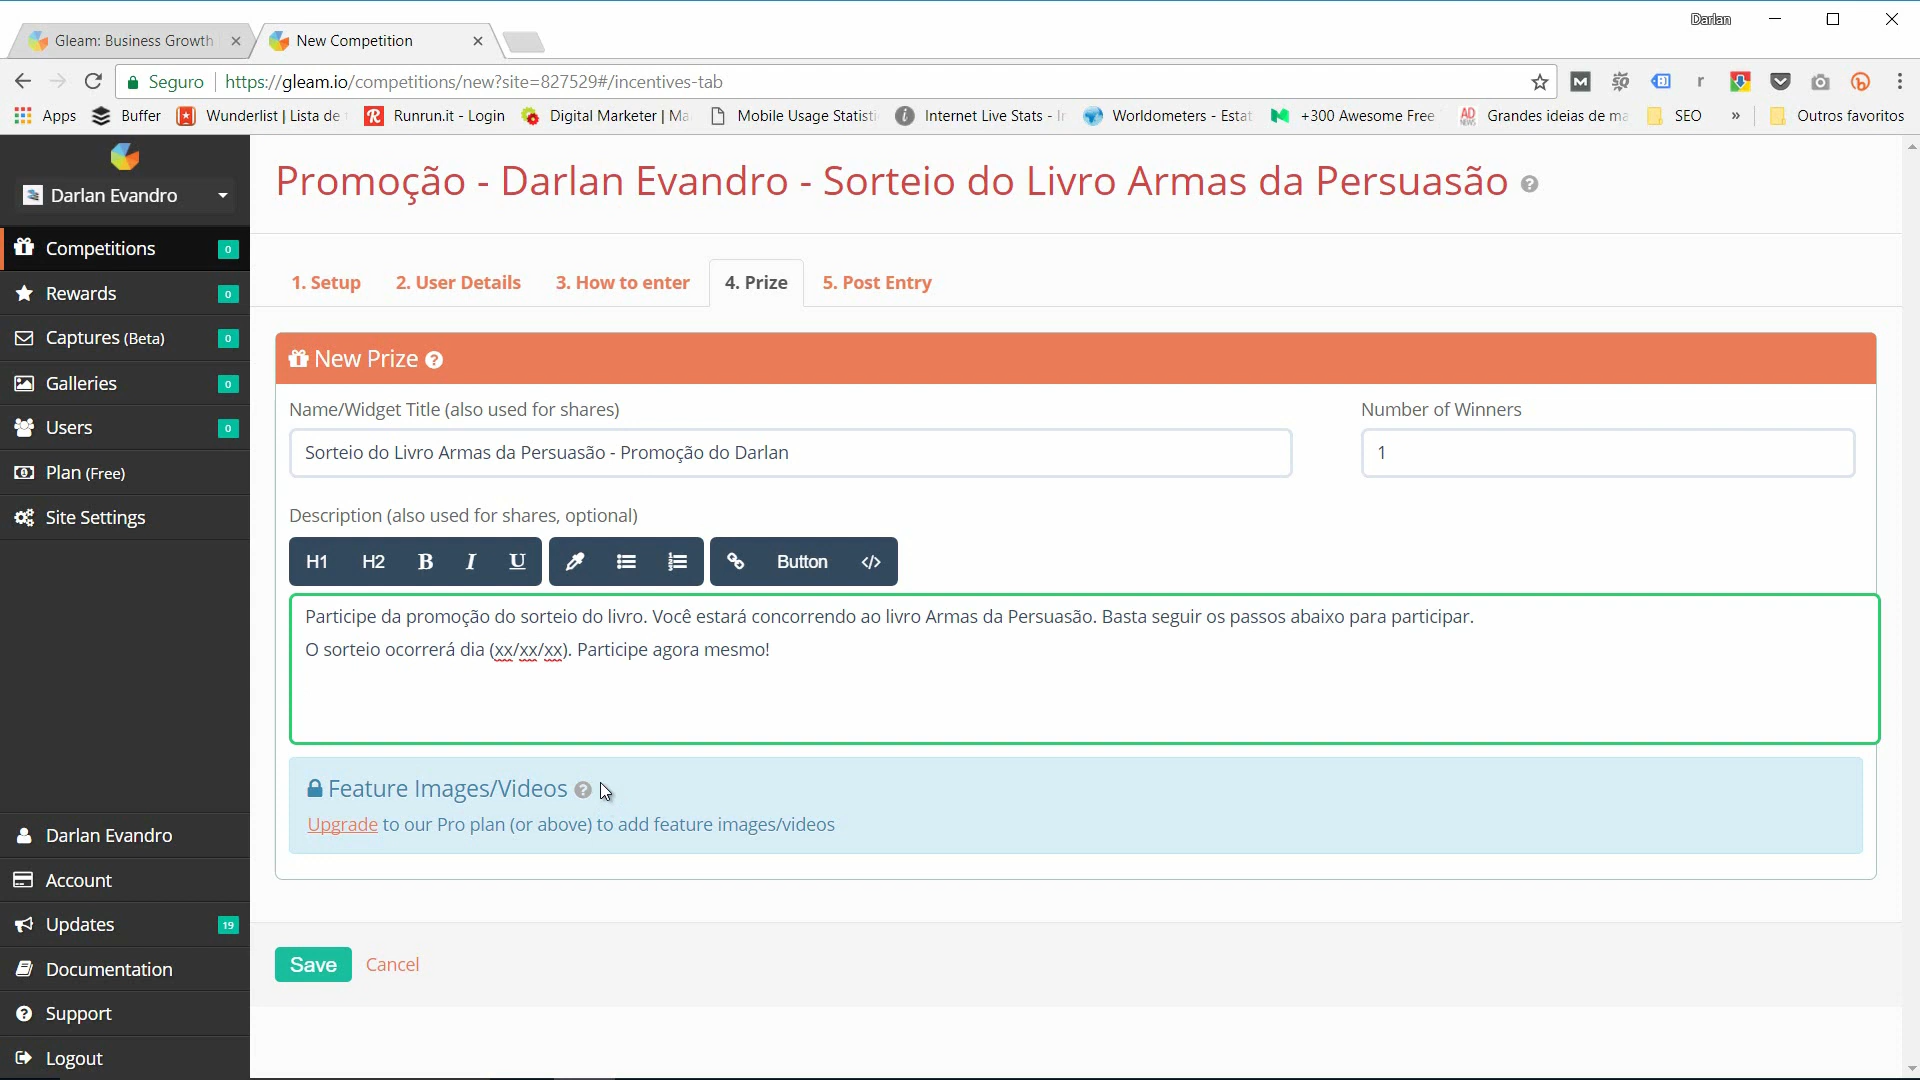 Darlan
Gleam: Business Growth
New Competition
Seguro https://gleam.io/competitions/new?site=827529#/incentives-tab
Apps Buffer Wunderlist | Lista de Runrun.it - Login Digital Marketer | Ma Mobile Usage Statisti Internet Live Stats - Worldometers - Estat +300 Awesome Free Grandes ideias de ma SEO » Outros favoritos
Darlan Evandro
Competitions 0
Rewards 0
Captures (Beta) 0
Galleries 0
Users 0
Plan (Free)
Site Settings
Darlan Evandro
Account
Updates 19
Documentation
Support
Logout
Promoção - Darlan Evandro - Sorteio do Livro Armas da Persuasão
1. Setup 2. User Details 3. How to enter 4. Prize 5. Post Entry
New Prize
Name/Widget Title (also used for shares) Number of Winners
Sorteio do Livro Armas da Persuasão - Promoção do Darlan 1
Description (also used for shares, optional)
H1 H2 B I U Button </>
Participe da promoção do sorteio do livro. Você estará concorrendo ao livro Armas da Persuasão. Basta seguir os passos abaixo para participar.
O sorteio ocorrerá dia (xx/xx/xx). Participe agora mesmo!
Feature Images/Videos
Upgrade to our Pro plan (or above) to add feature images/videos
Save Cancel